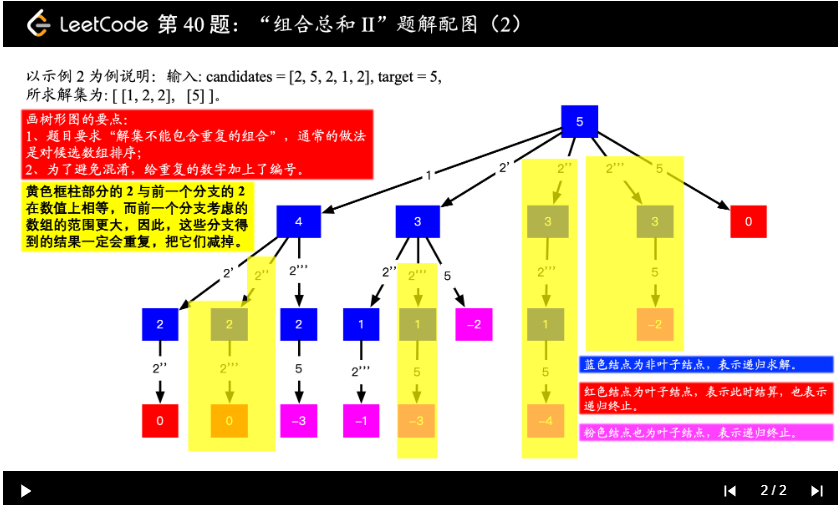 LeetCode 第 40 题：“组合总和 II”题解配图（2）
以示例 2 为例说明：输入: candidates = [2, 5, 2, 1, 2], target = 5,
所求解集为: [ [1, 2, 2], [5] ]。
画树形图的要点：
1、题目要求“解集不能包含重复的组合”，通常的做法
是对候选数组排序；
2、为了避免混淆，给重复的数字加上了编号。
黄色框柱部分的 2 与前一个分支的 2
在数值上相等，而前一个分支考虑的
数组的范围更大，因此，这些分支得
到的结果一定会重复，把它们减掉。
5
1 2' 2'' 2''' 5
4 3 3 3 0
2' 2'' 2''' 2'' 2''' 5 2''' 5
2 2 2 1 1 -2 1 -2
2'' 2''' 5 2''' 5 5
0 0 -3 -1 -3 -4
蓝色结点为非叶子结点，表示递归求解。
红色结点为叶子结点，表示此时结算，也表示
递归终止。
粉色结点也为叶子结点，表示递归终止。
2 / 2